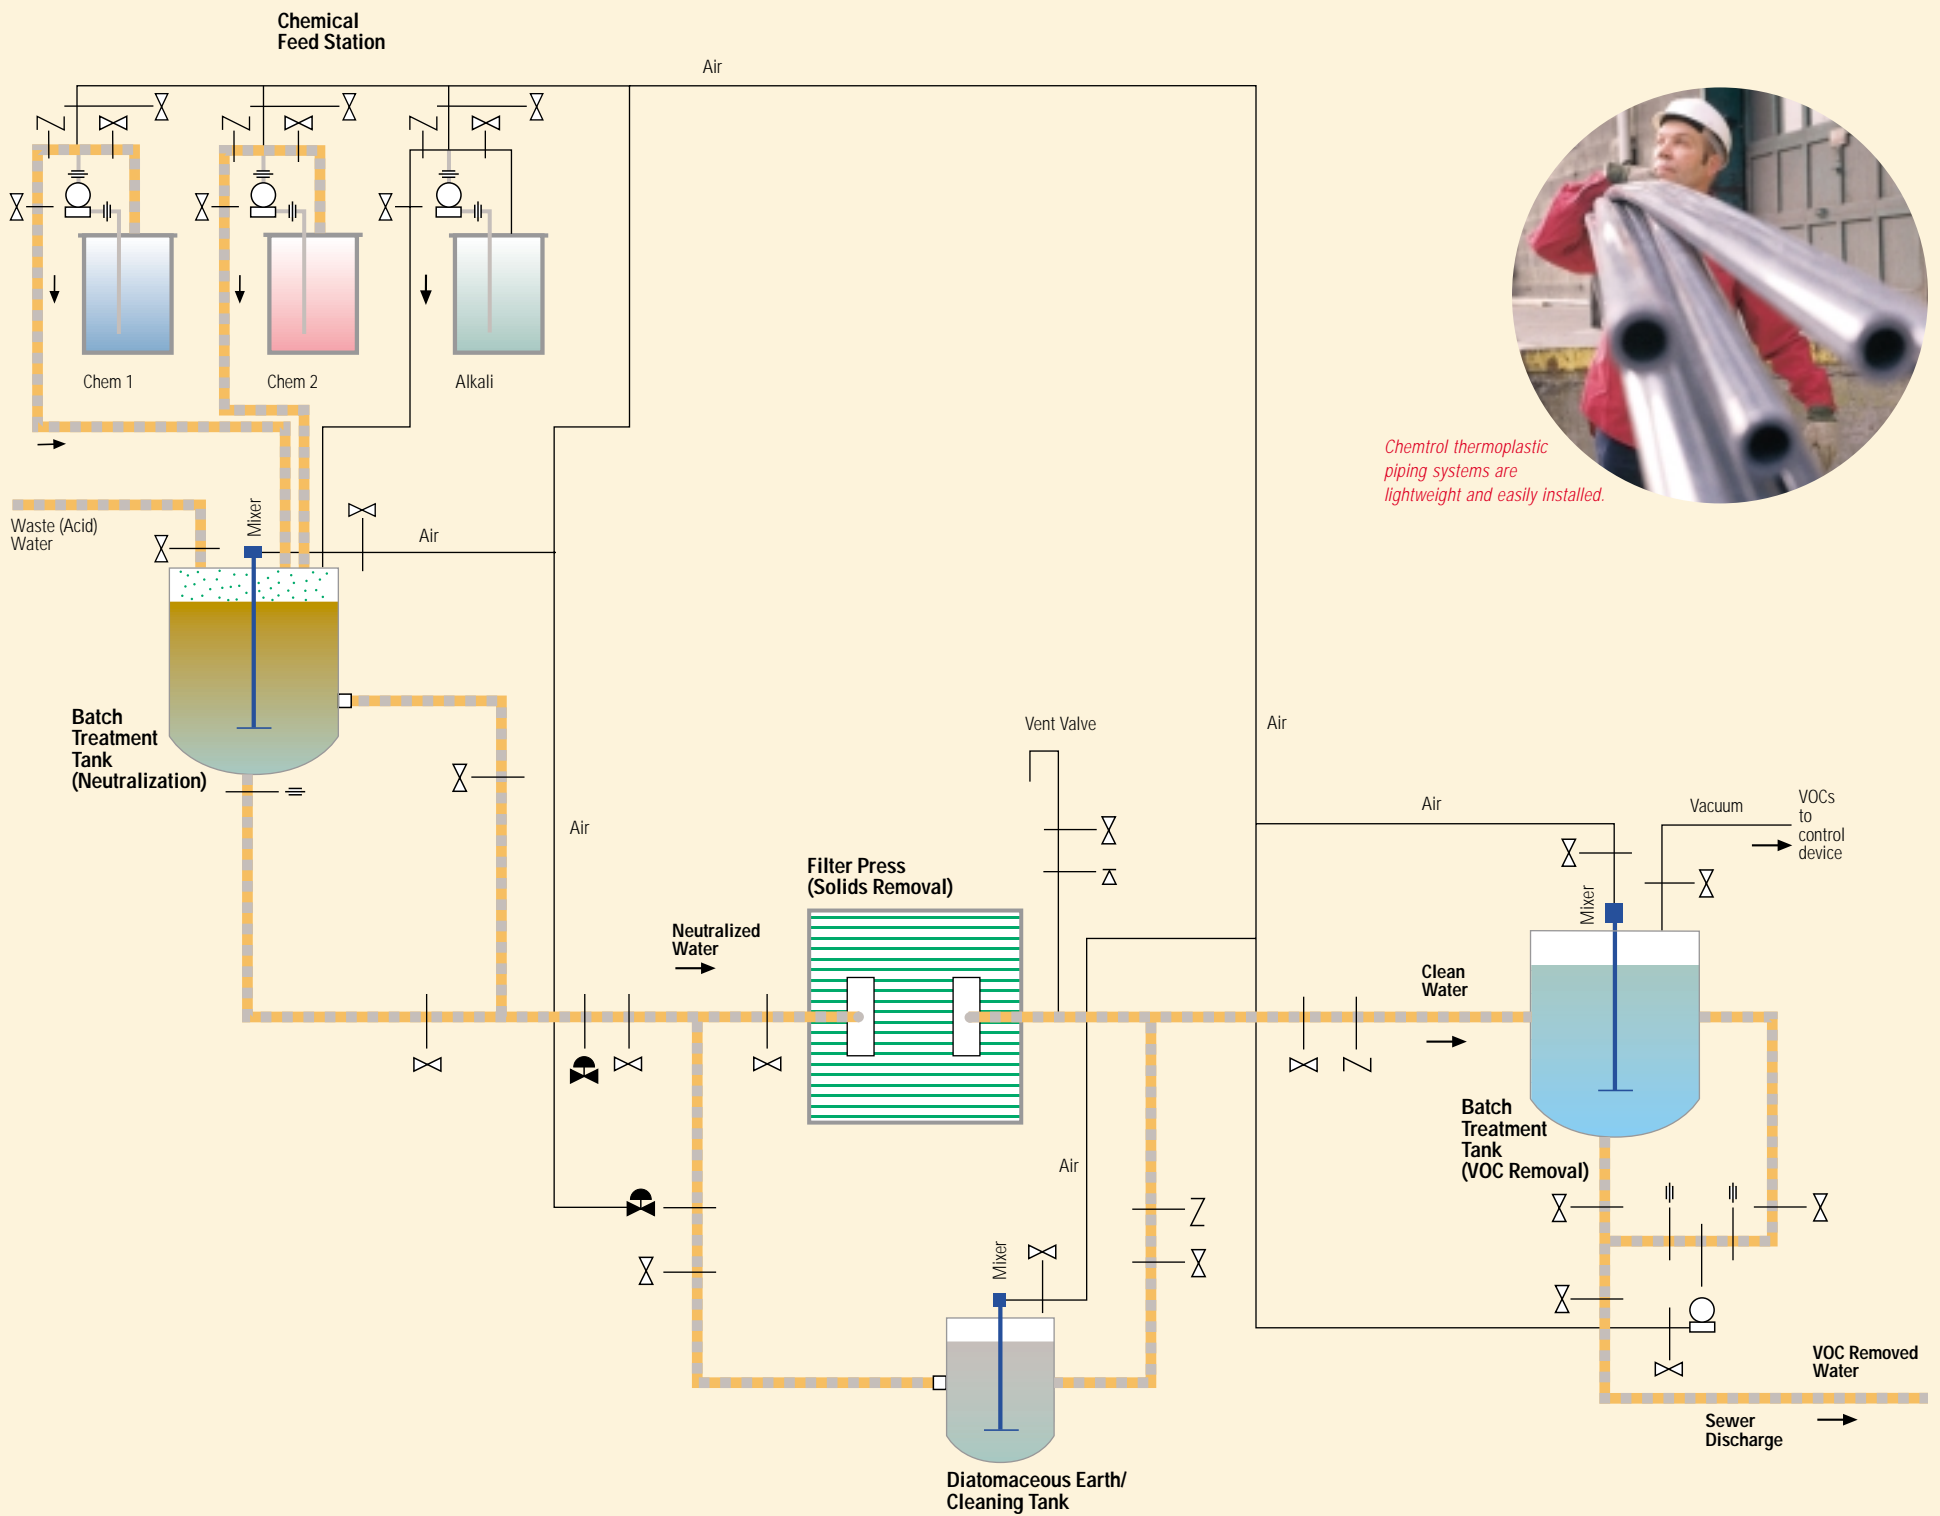 Chemical
Feed Station
Air
Chem 1
Chem 2
Alkali
Chemtrol thermoplastic
piping systems are
lightweight and easily installed.
Waste (Acid)
Water
Mixer
Air
Batch
Treatment
Tank
(Neutralization)
Air
Vent Valve
Air
Air
Vacuum
VOCs
to
control
device
Filter Press
(Solids Removal)
Mixer
Neutralized
Water
Clean
Water
Batch
Treatment
Tank
(VOC Removal)
Air
Mixer
VOC Removed
Water
Sewer
Discharge
Diatomaceous Earth/
Cleaning Tank